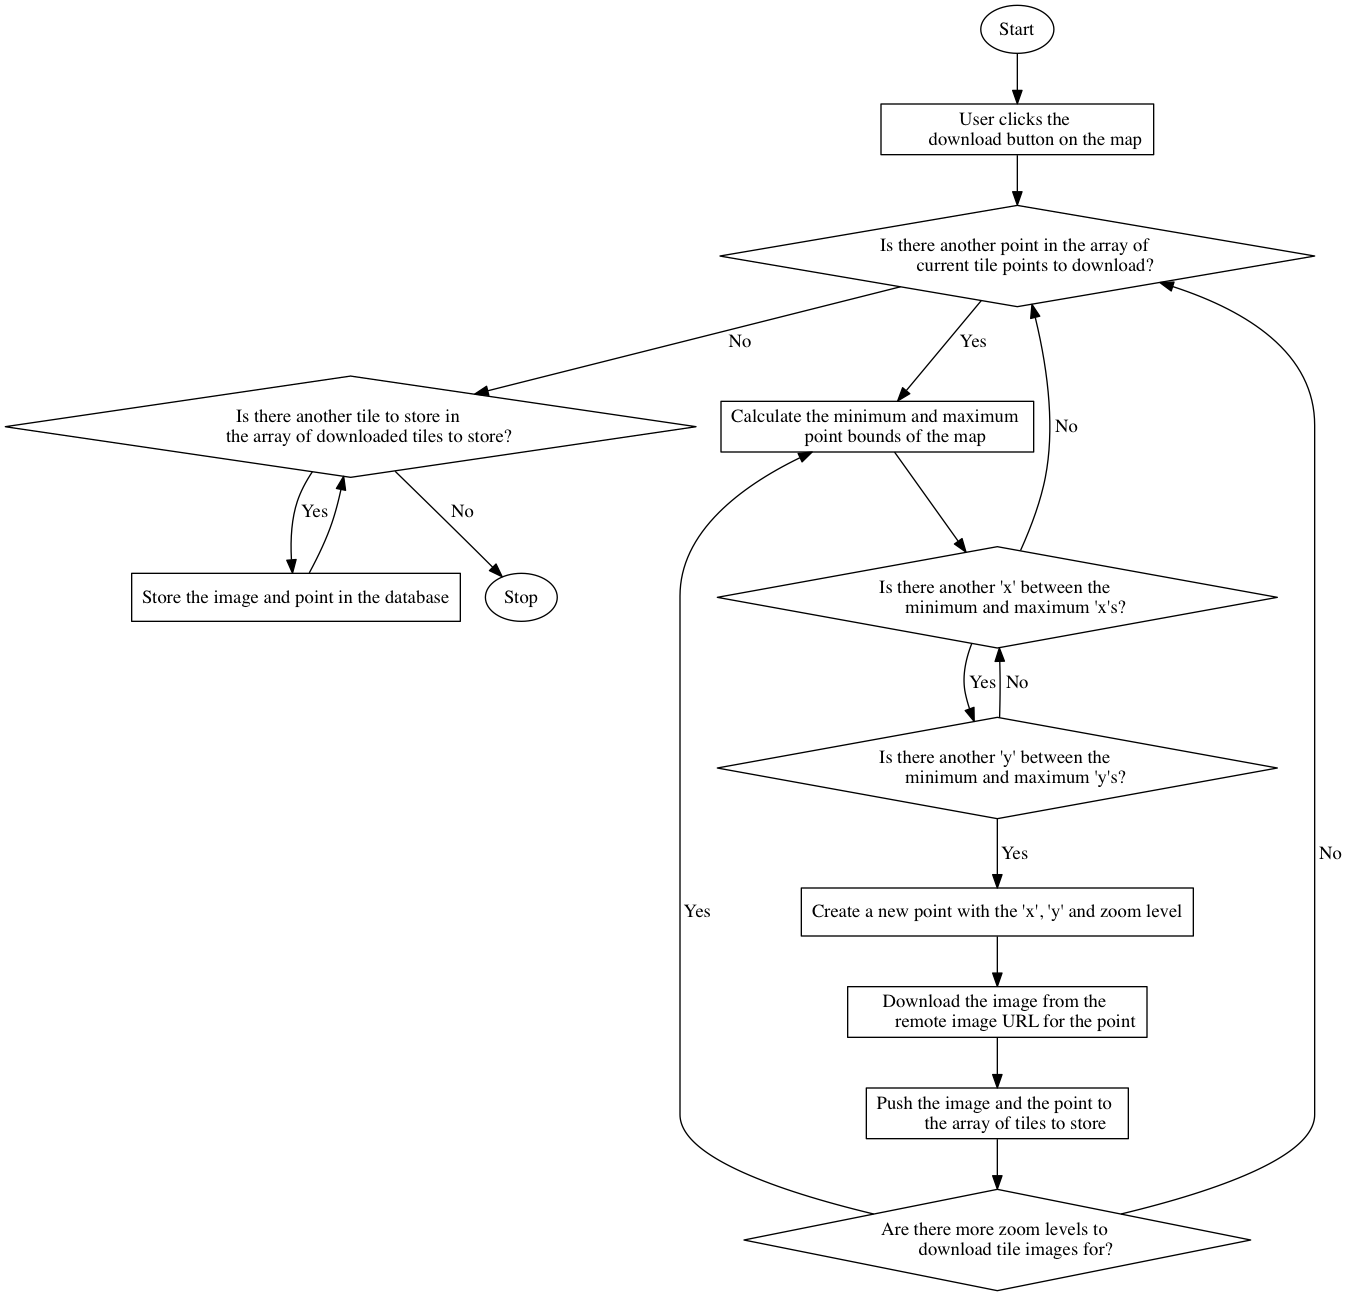 Start
User clicks the
download button on the map
Is there another point in the array of
current tile points to download?
No
Yes
Is there another tile to store in
the array of downloaded tiles to store?
Calculate the minimum and maximum
point bounds of the map
No
Yes
No
Store the image and point in the database
Stop
Is there another 'x' between the
minimum and maximum 'x's?
Yes
No
Is there another 'y' between the
minimum and maximum 'y's?
Yes
No
Create a new point with the 'x', 'y' and zoom level
Yes
Download the image from the
remote image URL for the point
Push the image and the point to
the array of tiles to store
Are there more zoom levels to
download tile images for?